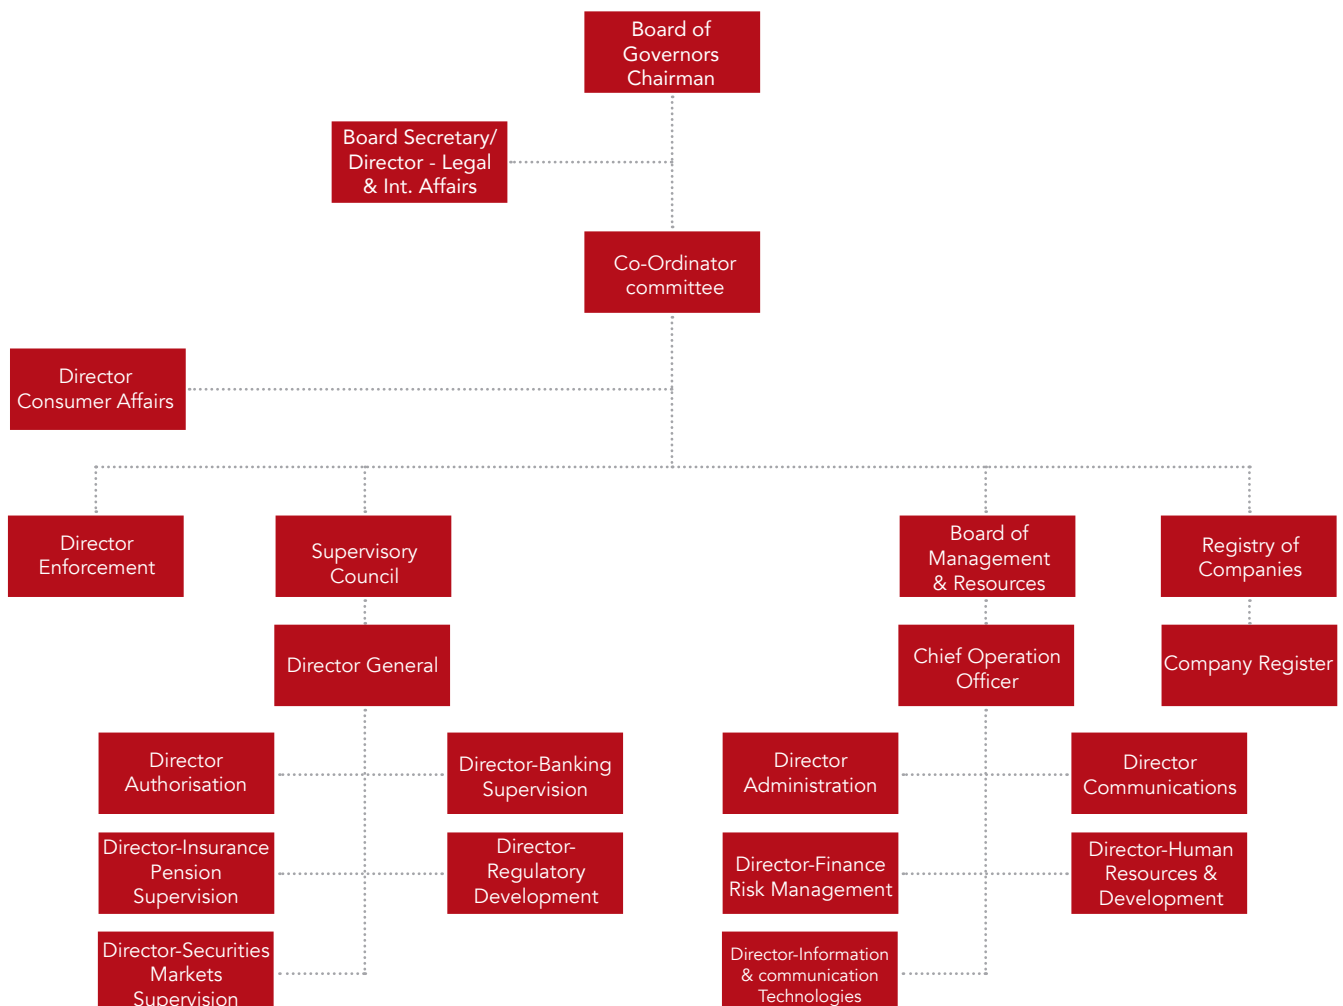 Board of
Governors
Chairman
Board Secretary/
Director - Legal
& Int. Affairs
Co-Ordinator
committee
Director
Consumer Affairs
Director
Enforcement
Supervisory
Council
Board of
Management
& Resources
Registry of
Companies
Director General
Chief Operation
Officer
Company Register
Director
Authorisation
Director-Banking
Supervision
Director
Administration
Director
Communications
Director-Insurance
Pension
Supervision
Director-
Regulatory
Development
Director-Finance
Risk Management
Director-Human
Resources &
Development
Director-Securities
Markets
Supervision
Director-Information
& communication
Technologies